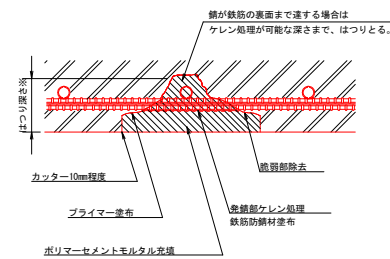 錆が鉄筋の裏面まで達する場合は
ケレン処理が可能な深さまで、はつりとる。
はつり深さ※
カッター10mm程度
脆弱部除去
プライマー塗布
発錆部ケレン処理
鉄筋防錆材塗布
ポリマーセメントモルタル充填